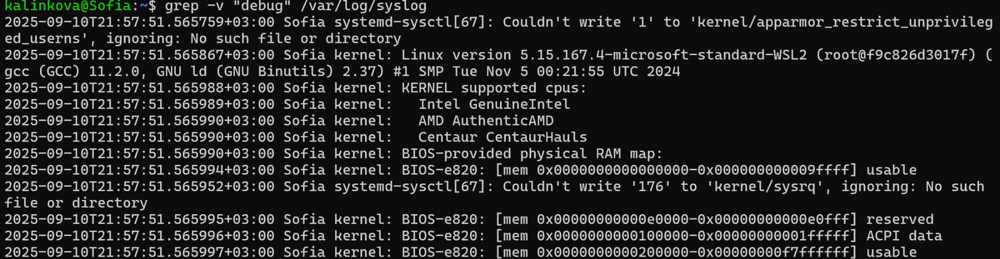 kalinkova@Sofia:~$ grep -v "debug" /var/log/syslog
2025-09-10T21:57:51.565759+03:00 Sofia systemd-sysctl[67]: Couldn't write '1' to 'kernel/apparmor_restrict_unprivileg
ed_userns', ignoring: No such file or directory
2025-09-10T21:57:51.565867+03:00 Sofia kernel: Linux version 5.15.167.4-microsoft-standard-WSL2 (root@f9c826d3017f) (
gcc (GCC) 11.2.0, GNU ld (GNU Binutils) 2.37) #1 SMP Tue Nov 5 00:21:55 UTC 2024
2025-09-10T21:57:51.565988+03:00 Sofia kernel: KERNEL supported cpus:
2025-09-10T21:57:51.565989+03:00 Sofia kernel:   Intel GenuineIntel
2025-09-10T21:57:51.565990+03:00 Sofia kernel:   AMD AuthenticAMD
2025-09-10T21:57:51.565990+03:00 Sofia kernel:   Centaur CentaurHauls
2025-09-10T21:57:51.565990+03:00 Sofia kernel: BIOS-provided physical RAM map:
2025-09-10T21:57:51.565994+03:00 Sofia kernel: BIOS-e820: [mem 0x0000000000000000-0x000000000009ffff] usable
2025-09-10T21:57:51.565952+03:00 Sofia systemd-sysctl[67]: Couldn't write '176' to 'kernel/sysrq', ignoring: No such
file or directory
2025-09-10T21:57:51.565995+03:00 Sofia kernel: BIOS-e820: [mem 0x00000000000e0000-0x00000000000e0fff] reserved
2025-09-10T21:57:51.565996+03:00 Sofia kernel: BIOS-e820: [mem 0x0000000000100000-0x00000000001fffff] ACPI data
2025-09-10T21:57:51.565997+03:00 Sofia kernel: BIOS-e820: [mem 0x0000000000200000-0x00000000f7ffffff] usable